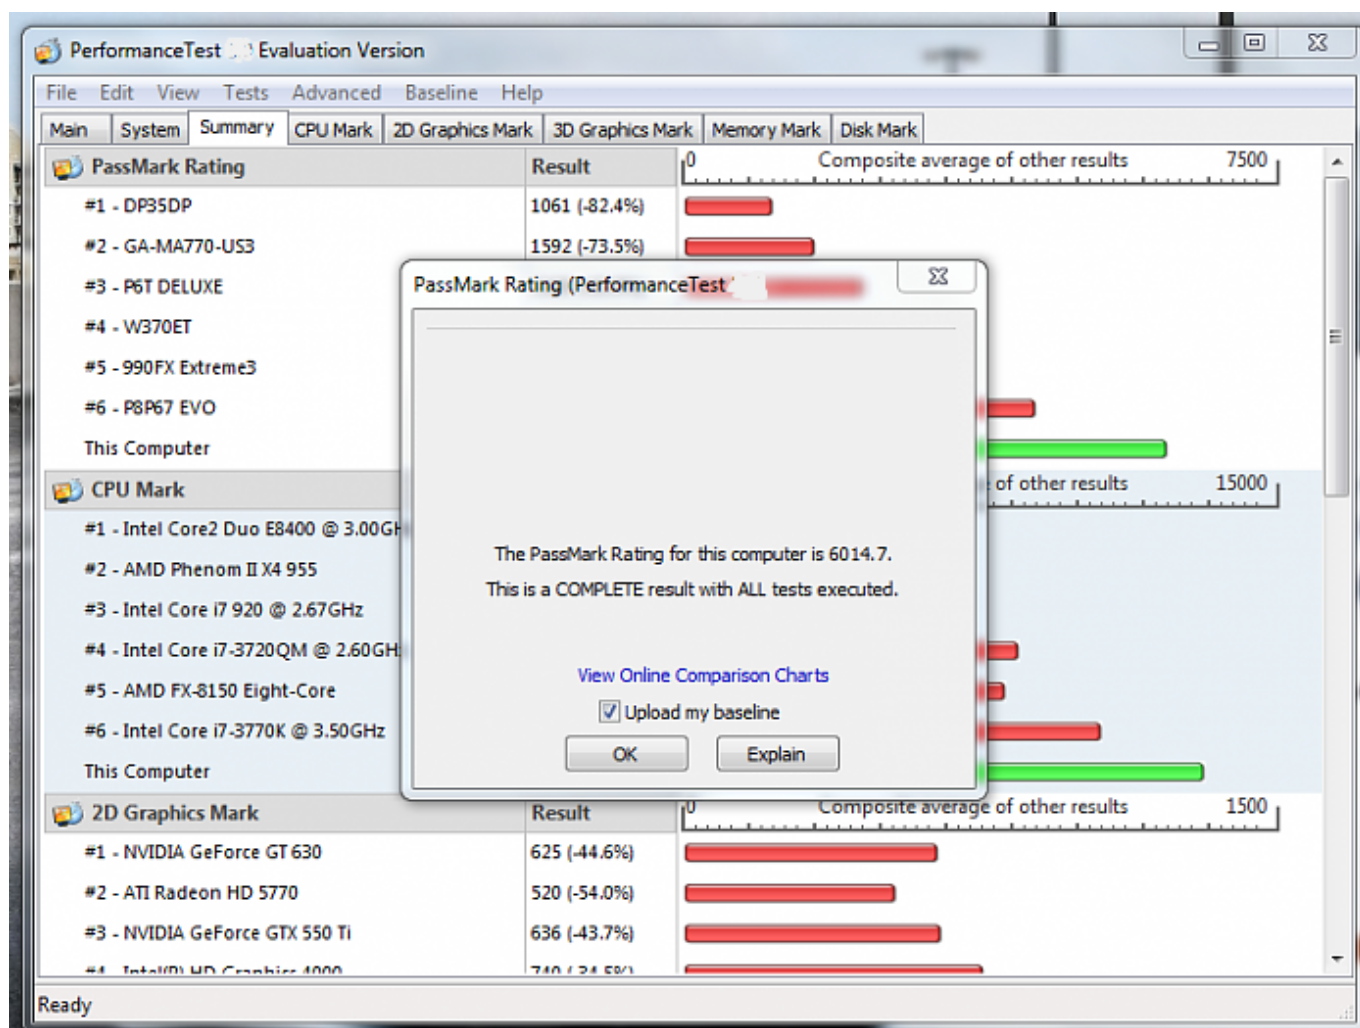 PerformanceTest Evaluation Version
File Edit View Tests Advanced Baseline Help
Main System Summary CPU Mark 2D Graphics Mark 3D Graphics Mark Memory Mark Disk Mark
PassMark Rating Result 0 Composite average of other results 7500
#1 - DP35DP 1061 (-82.4%)
#2 - GA-MA770-US3 1592 (-73.5%)
#3 - P6T DELUXE
#4 - W370ET
#5 - 990FX Extreme3
#6 - P8P67 EVO
This Computer
CPU Mark of other results 15000
#1 - Intel Core2 Duo E8400 @ 3.00GH
#2 - AMD Phenom II X4 955
#3 - Intel Core i7 920 @ 2.67GHz
#4 - Intel Core i7-3720QM @ 2.60GH
#5 - AMD FX-8150 Eight-Core
#6 - Intel Core i7-3770K @ 3.50GHz
This Computer
2D Graphics Mark Result 0 Composite average of other results 1500
#1 - NVIDIA GeForce GT 630 625 (-44.6%)
#2 - ATI Radeon HD 5770 520 (-54.0%)
#3 - NVIDIA GeForce GTX 550 Ti 636 (-43.7%)
#4 - Intel(R) HD Graphics 4000 740 (-34.5%)
Ready
PassMark Rating (PerformanceTest
The PassMark Rating for this computer is 6014.7.
This is a COMPLETE result with ALL tests executed.
View Online Comparison Charts
Upload my baseline
OK Explain